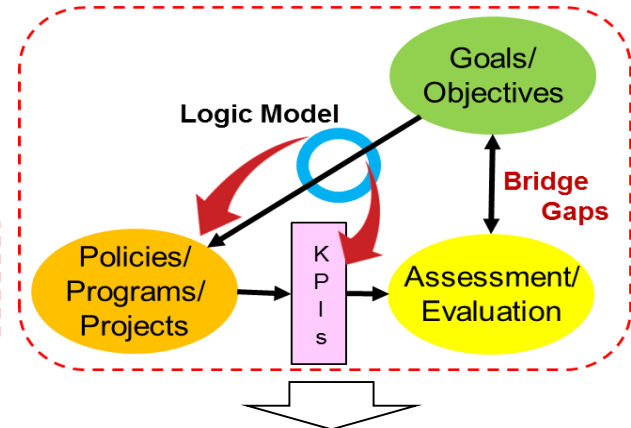 Goals/
Objectives
Logic Model
Bridge
Gaps
Policies/
Programs/
Projects
K
P
I
s
Assessment/
Evaluation